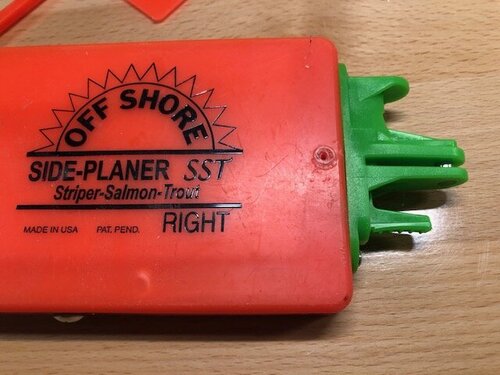 OFF SHORE
SIDE-PLANER SST
Striper-Salmon-Trout
RIGHT
MADE IN USA PAT. PEND.